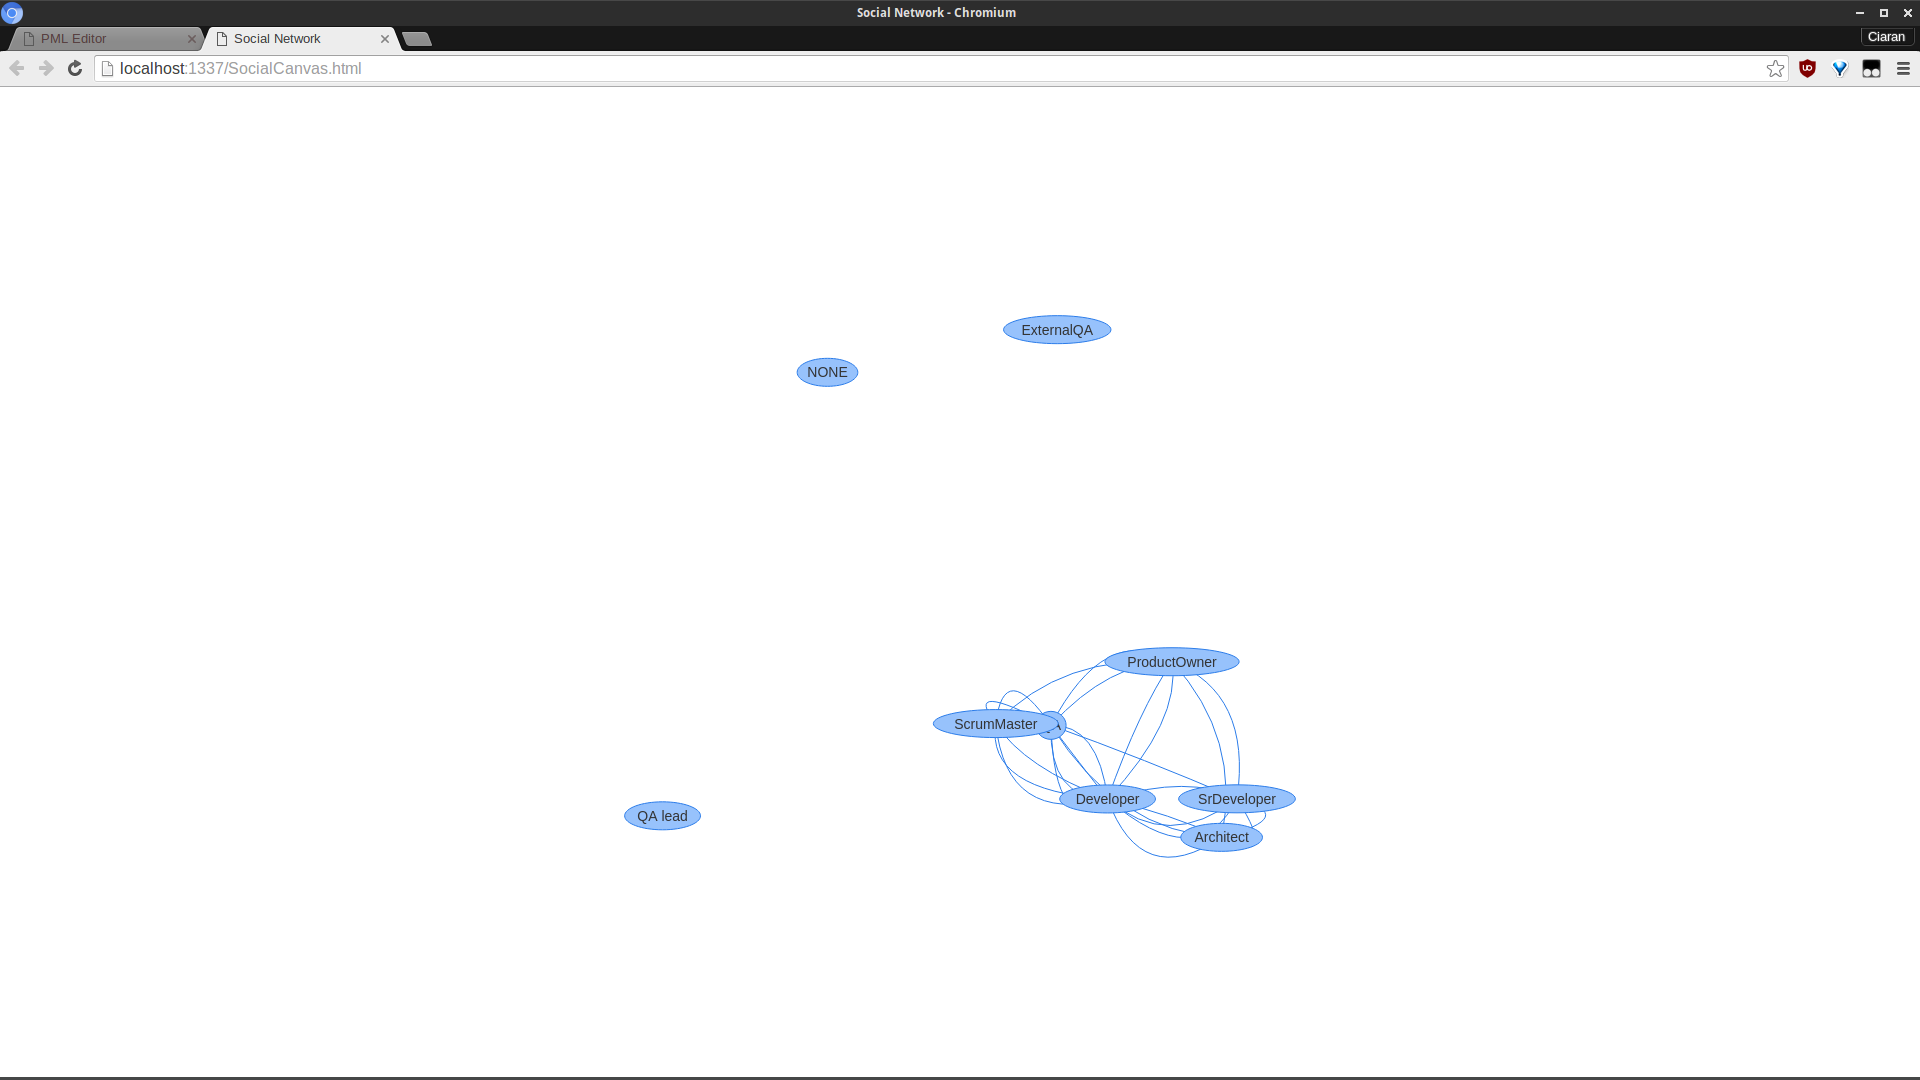 Social Network - Chromium
PML Editor
Social Network
Ciaran
localhost:1337/SocialCanvas.html
ExternalQA
NONE
ProductOwner
ScrumMaster
Developer
SrDeveloper
QA lead
Architect